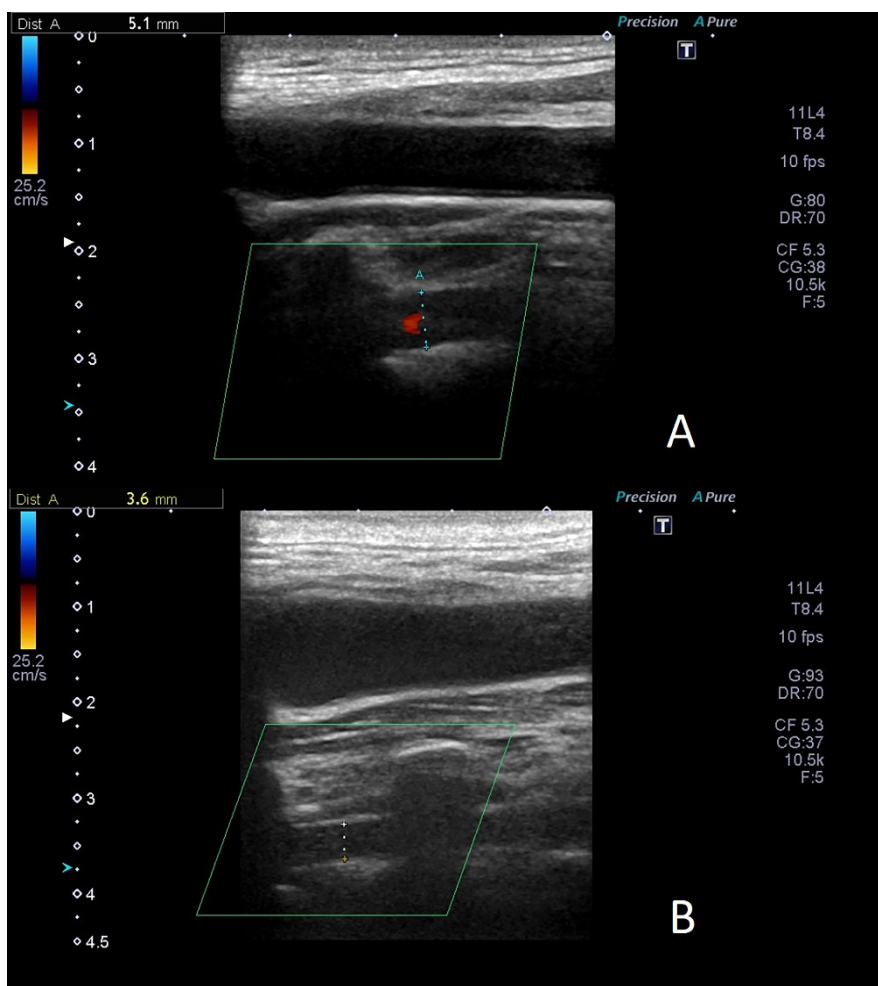 Dist A 5.1 mm
Precision A Pure
T
0
1
2
3
4
25.2
cm/s
11L4
T8.4
10 fps
G:80
DR:70
CF 5.3
CG:38
10.5k
F:5
A
A
Dist A 3.6 mm
Precision A Pure
T
0
1
2
3
4
4.5
25.2
cm/s
11L4
T8.4
10 fps
G:93
DR:70
CF 5.3
CG:37
10.5k
F:5
B